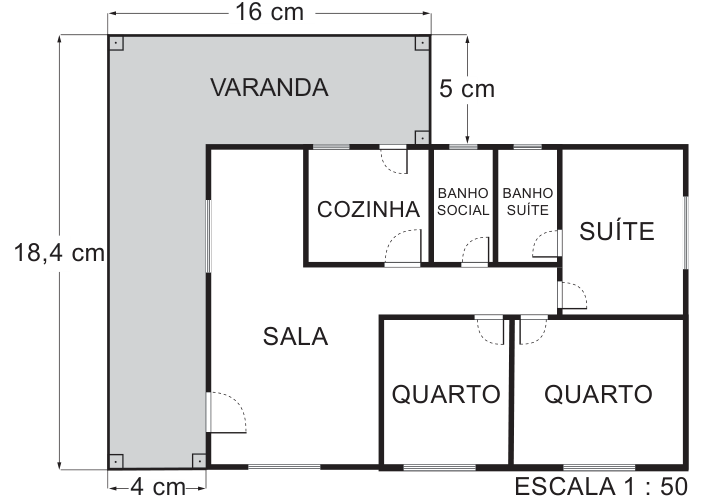 16 cm
VARANDA
5 cm
COZINHA
BANHO
SOCIAL
BANHO
SUÍTE
SUÍTE
18,4 cm
SALA
QUARTO
QUARTO
4 cm
ESCALA 1 : 50